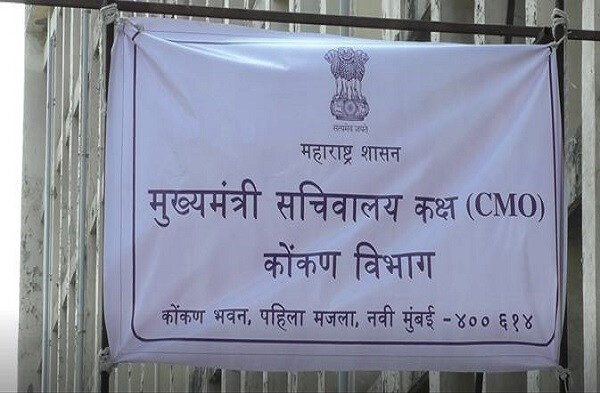 सत्यमेव जयते
महाराष्ट्र शासन
मुख्यमंत्री सचिवालय कक्ष (CMO)
कोंकण विभाग
कोंकण भवन, पहिला मजला, नवी मुंबई -४०० ६१४